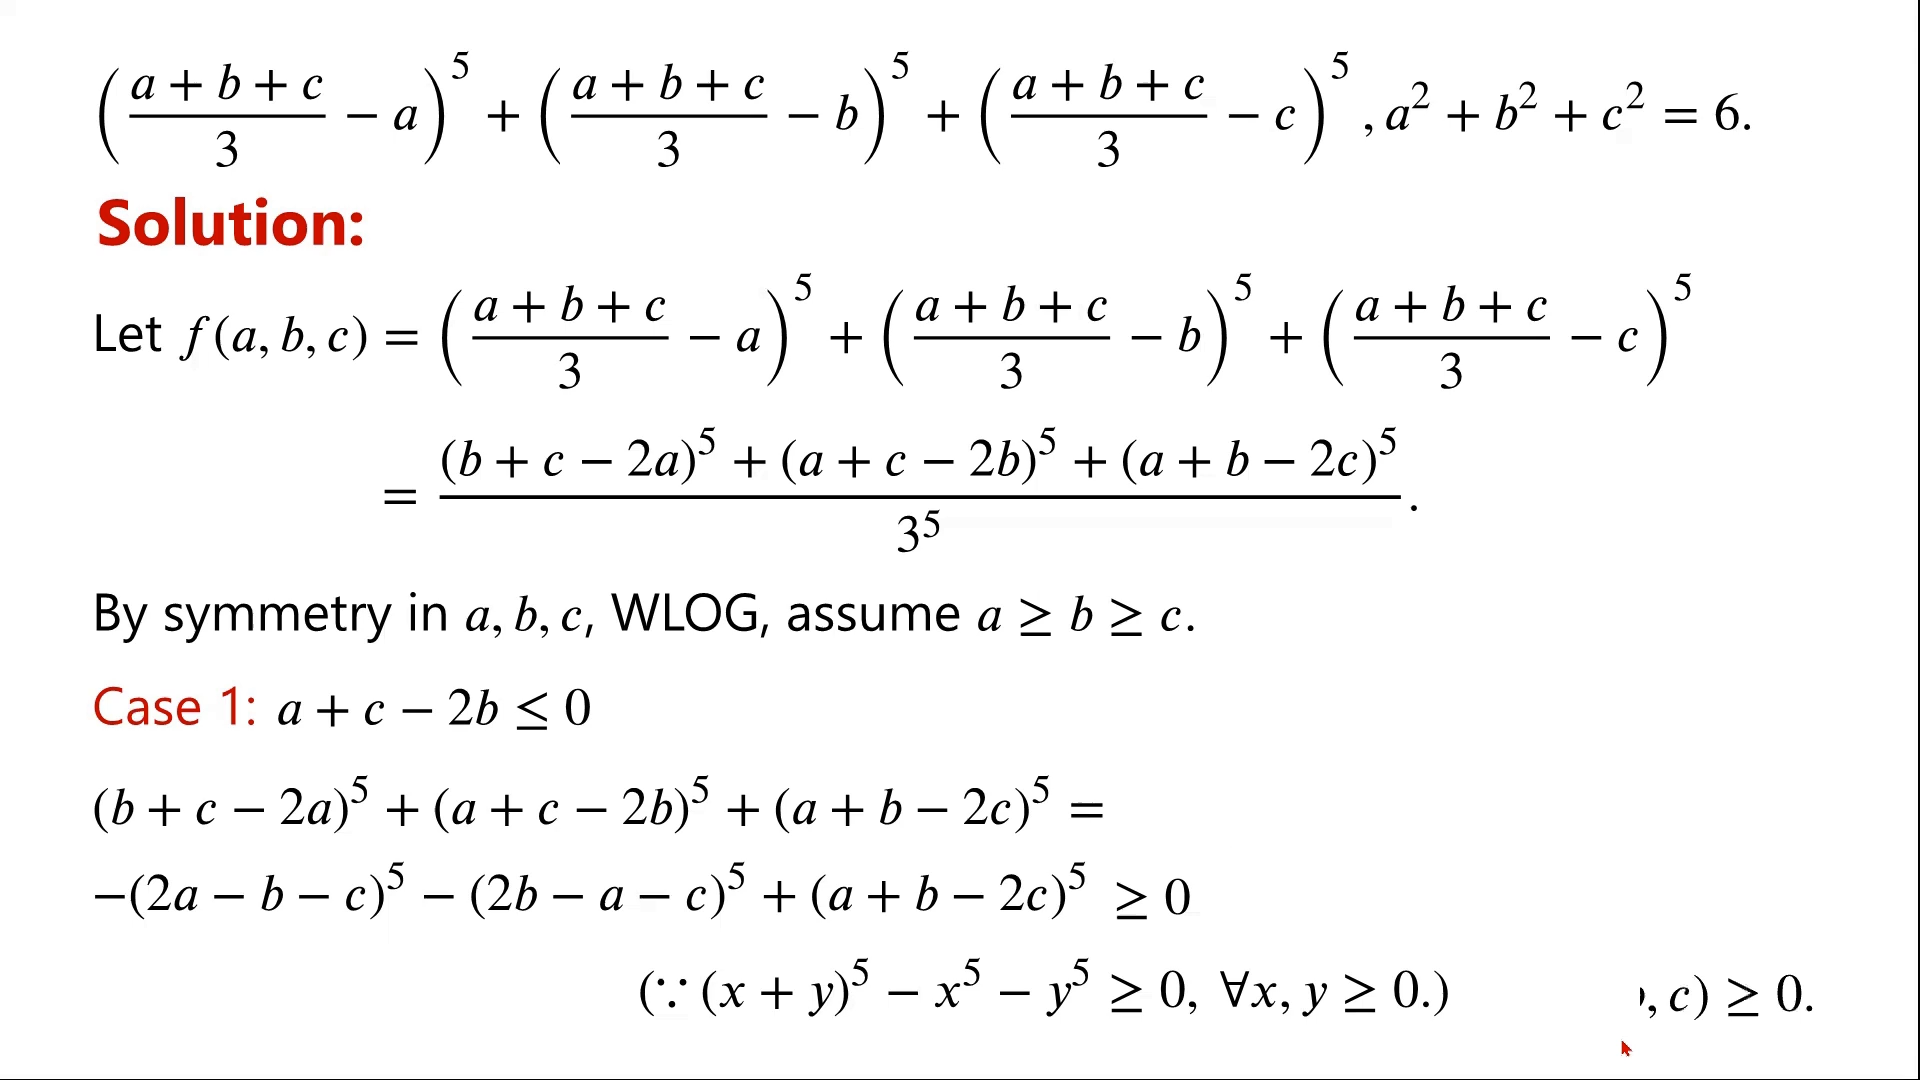 $\left(\frac{a+b+c}{3}-a\right)^5+\left(\frac{a+b+c}{3}-b\right)^5+\left(\frac{a+b+c}{3}-c\right)^5, a^2+b^2+c^2=6.$
Solution:
Let $f(a,b,c)=\left(\frac{a+b+c}{3}-a\right)^5+\left(\frac{a+b+c}{3}-b\right)^5+\left(\frac{a+b+c}{3}-c\right)^5$
$=\frac{(b+c-2a)^5+(a+c-2b)^5+(a+b-2c)^5}{3^5}.$
By symmetry in $a, b, c$, WLOG, assume $a \geq b \geq c.$
Case 1: $a+c-2b \leq 0$
$(b+c-2a)^5+(a+c-2b)^5+(a+b-2c)^5=$
$-(2a-b-c)^5-(2b-a-c)^5+(a+b-2c)^5 \geq 0$
$(\because (x+y)^5-x^5-y^5 \geq 0, \forall x,y \geq 0.)$ $, c) \geq 0.$